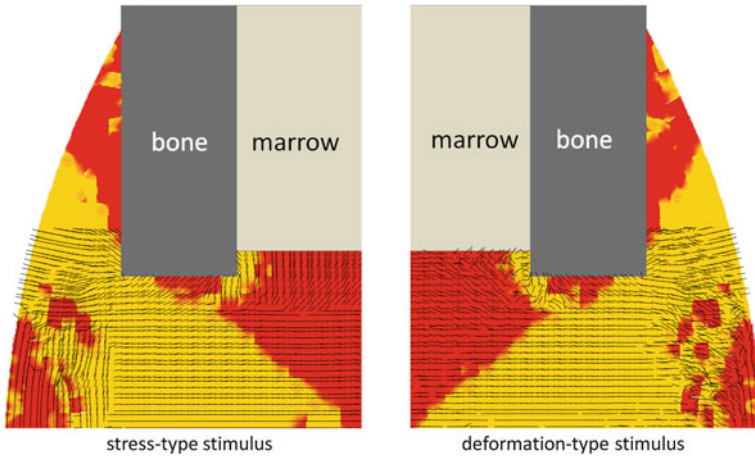 bone
marrow
marrow
bone
stress-type stimulus
deformation-type stimulus